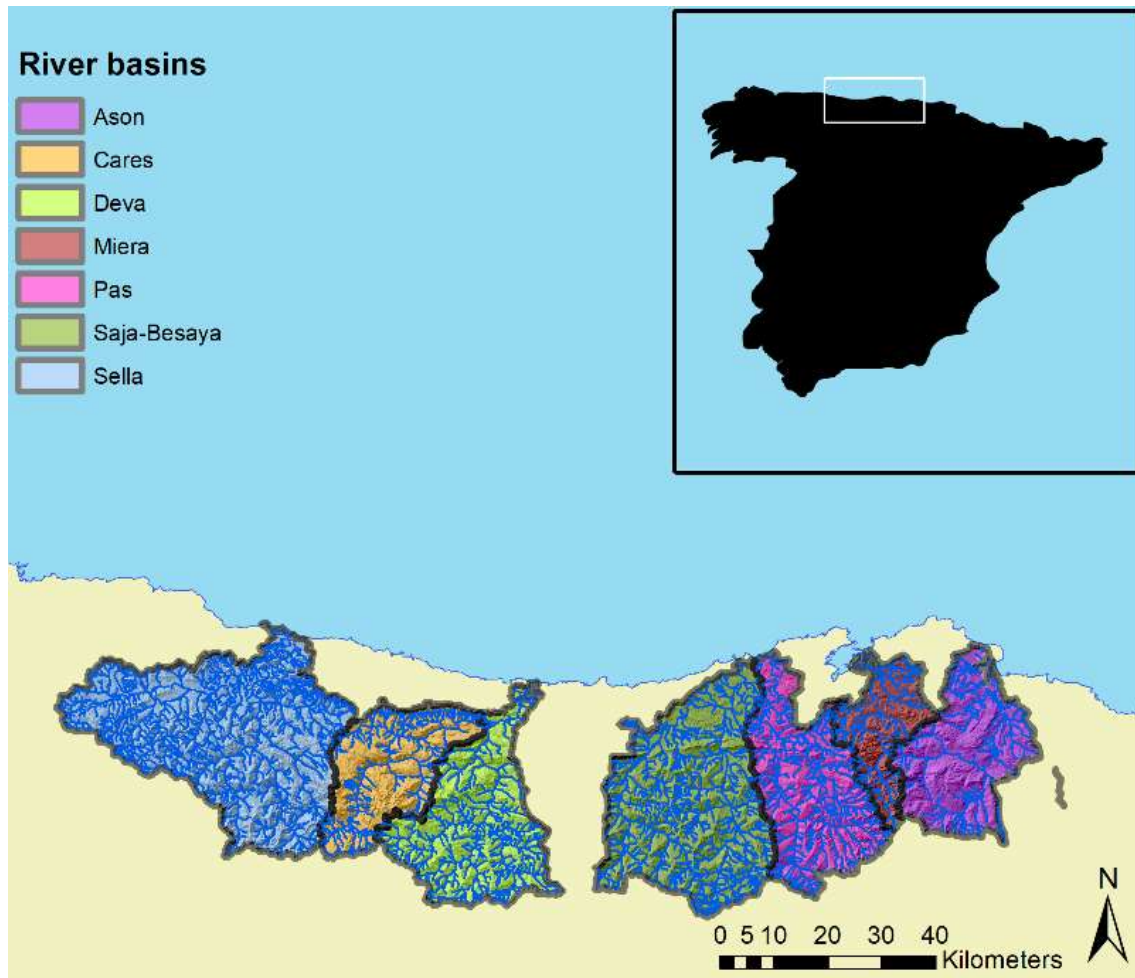 River basins
Ason
Cares
Deva
Miera
Pas
Saja-Besaya
Sella
N
0 5 10 20 30 40
Kilometers